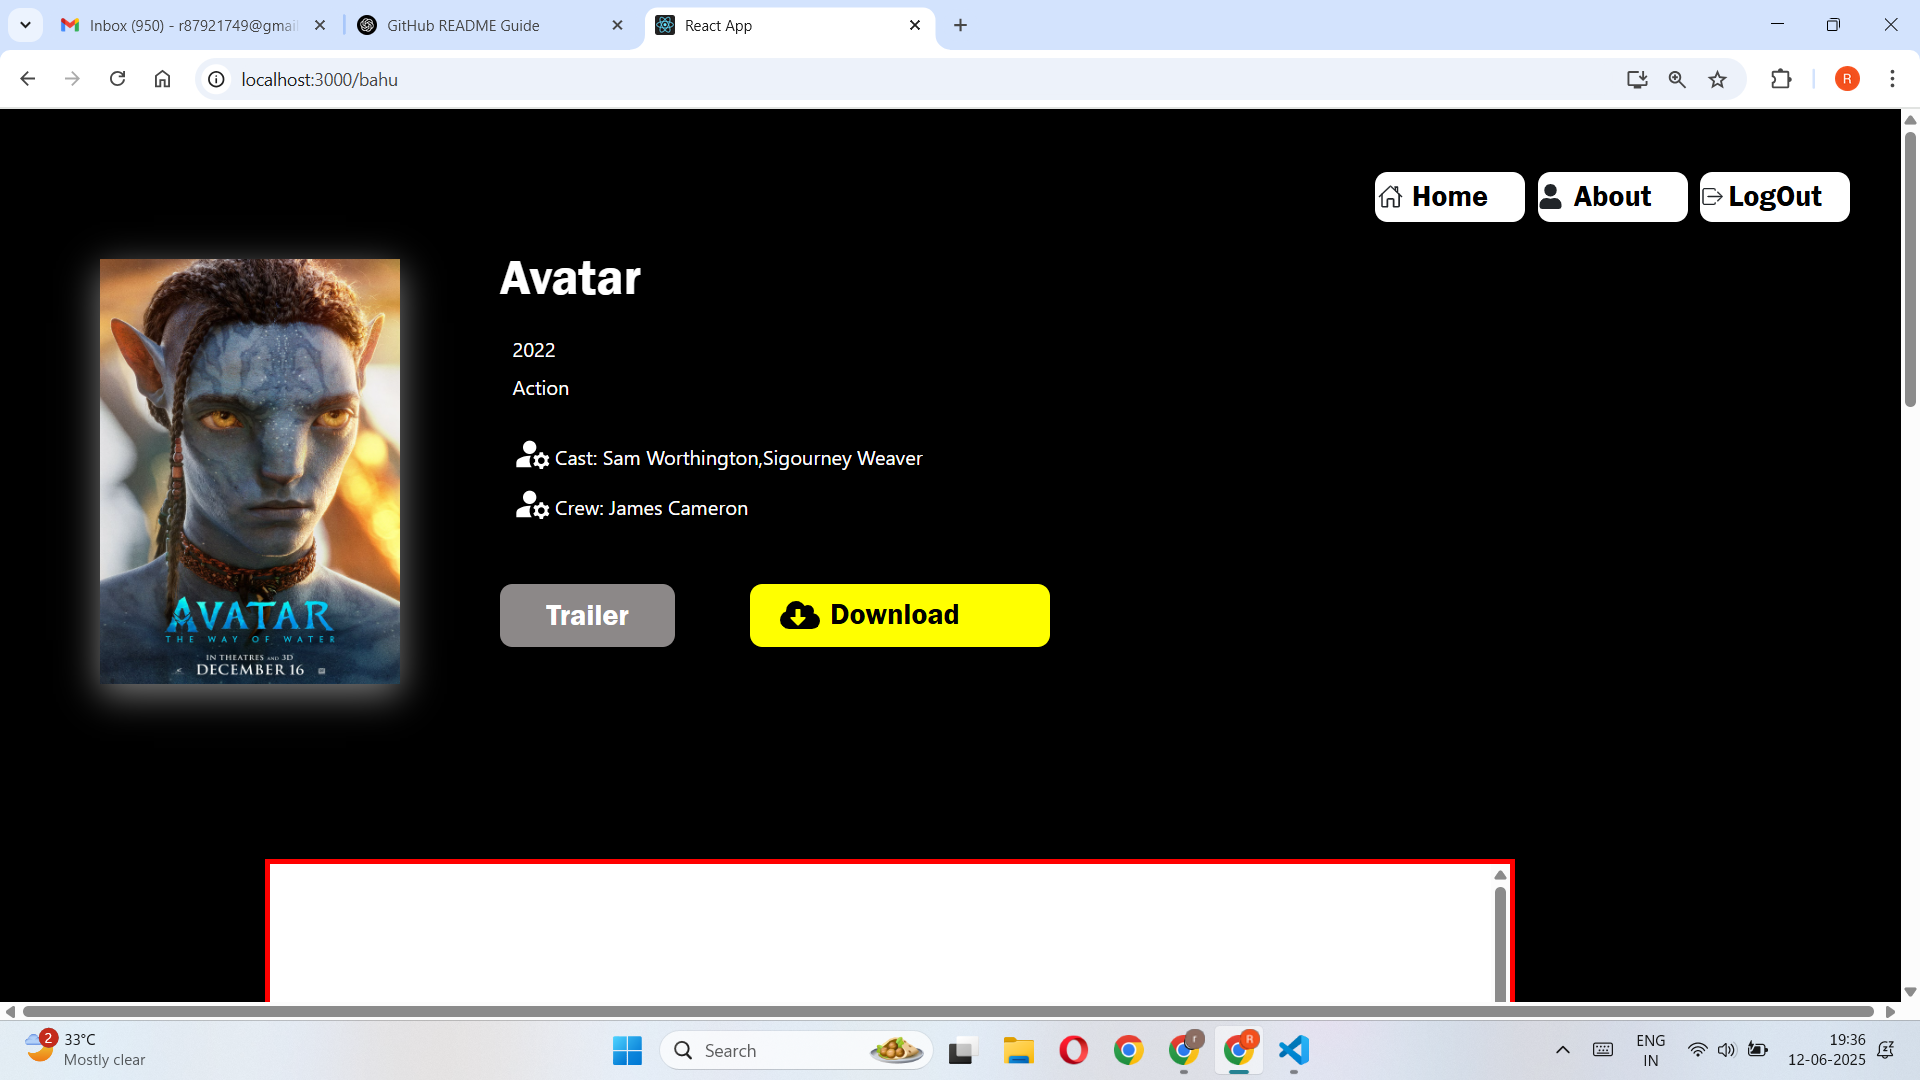 Inbox (950) - r87921749@gmai
GitHub README Guide
React App
localhost:3000/bahu
R
Home
About
LogOut
Avatar
2022
Action
Cast: Sam Worthington,Sigourney Weaver
Crew: James Cameron
Trailer
Download
AVATAR
THE WAY OF WATER
IN THEATRES AND 3D
DECEMBER 16
2
33°C
Mostly clear
Search
r
R
ENG
IN
19:36
12-06-2025